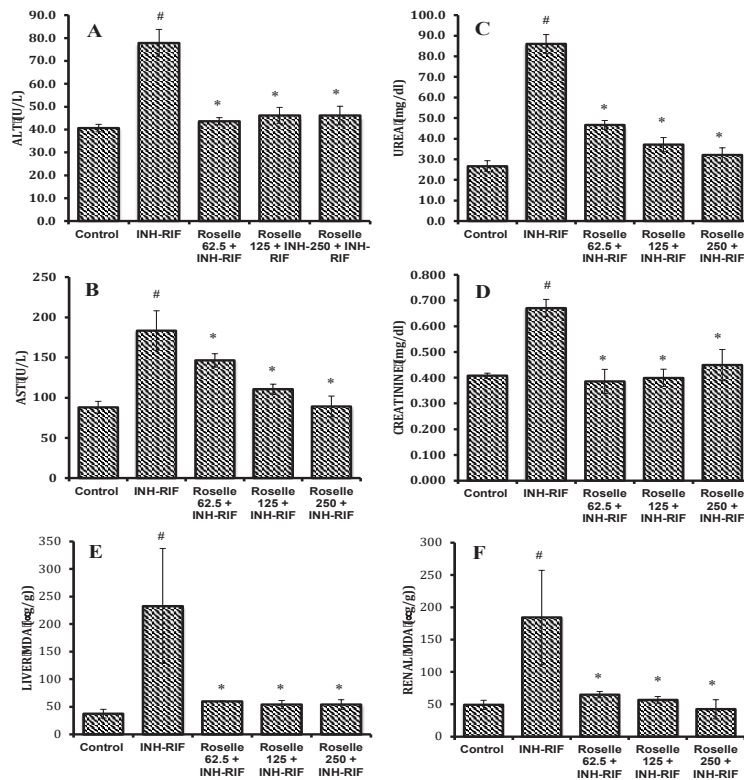 A
ALT (U/L)
90.0
80.0
70.0
60.0
50.0
40.0
30.0
20.0
10.0
0.0
#
*
*
*
Control INH-RIF Roselle Roselle Roselle
62.5 + 125 + INH-250 + INH-
INH-RIF RIF RIF
C
UREA (mg/dl)
100.0
90.0
80.0
70.0
60.0
50.0
40.0
30.0
20.0
10.0
0.0
#
*
*
*
Control INH-RIF Roselle Roselle Roselle
62.5 + 125 + 250 +
INH-RIF INH-RIF INH-RIF
B
AST (U/L)
250
200
150
100
50
0
#
*
*
*
Control INH-RIF Roselle Roselle Roselle
62.5 + 125 + 250 +
INH-RIF INH-RIF INH-RIF
D
CREATININE (mg/dl)
0.800
0.700
0.600
0.500
0.400
0.300
0.200
0.100
0.000
#
*
*
*
Control INH-RIF Roselle Roselle Roselle
62.5 + 125 + 250 +
INH-RIF INH-RIF INH-RIF
E
LIVER MDA
350
300
250
200
150
100
50
0
#
*
*
*
Control INH-RIF Roselle Roselle Roselle
62.5 + 125 + 250 +
INH-RIF INH-RIF INH-RIF
F
RENAL MDA
300
250
200
150
100
50
0
#
*
*
*
Control INH-RIF Roselle Roselle Roselle
62.5 + 125 + 250 +
INH-RIF INH-RIF INH-RIF